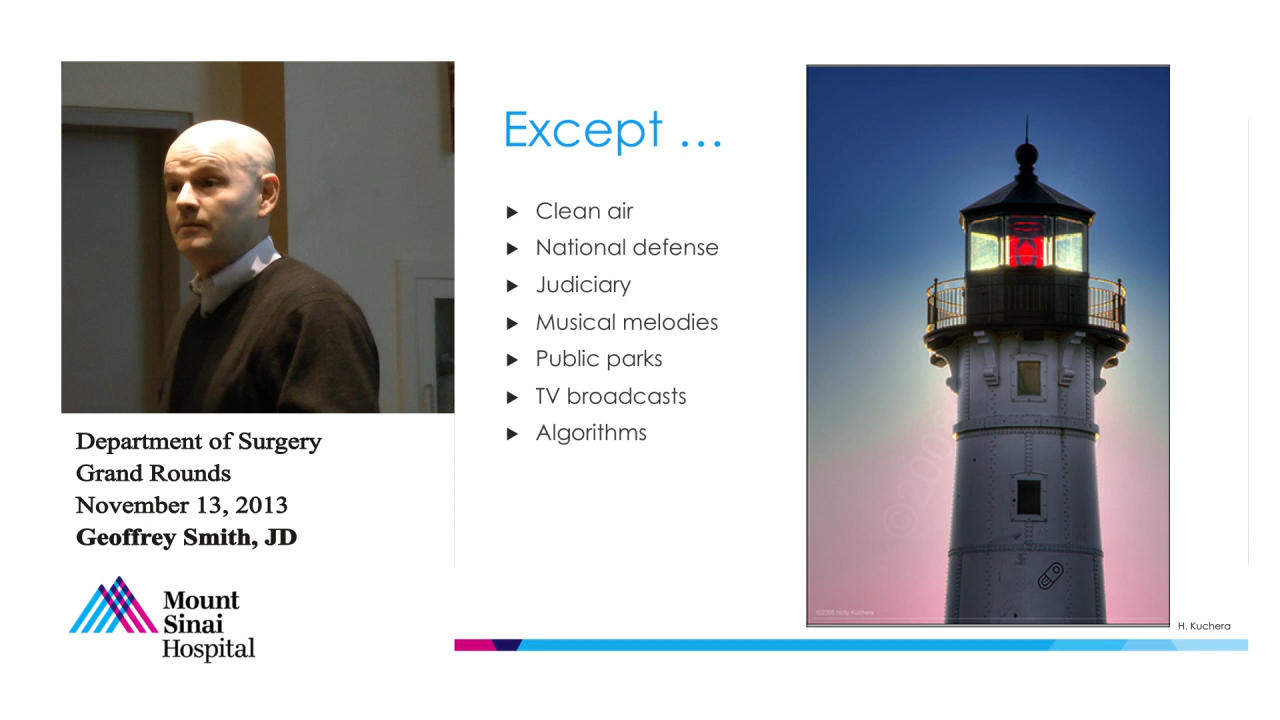 Except …
Clean air
National defense
Judiciary
Musical melodies
Public parks
TV broadcasts
Algorithms
Department of Surgery
Grand Rounds
November 13, 2013
Geoffrey Smith, JD
Mount
Sinai
Hospital
H. Kuchera